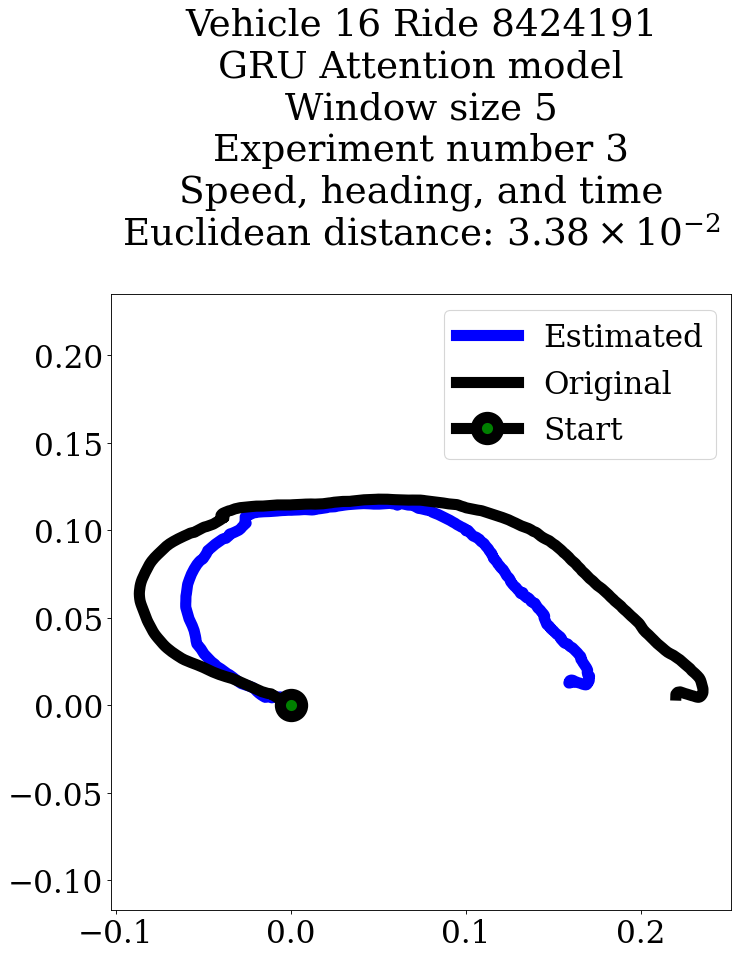 Vehicle 16 Ride 8424191
GRU Attention model
Window size 5
Experiment number 3
Speed, heading, and time
Euclidean distance: 3.38 × 10⁻²
Estimated
Original
Start
0.20
0.15
0.10
0.05
0.00
−0.05
−0.10
−0.1 0.0 0.1 0.2